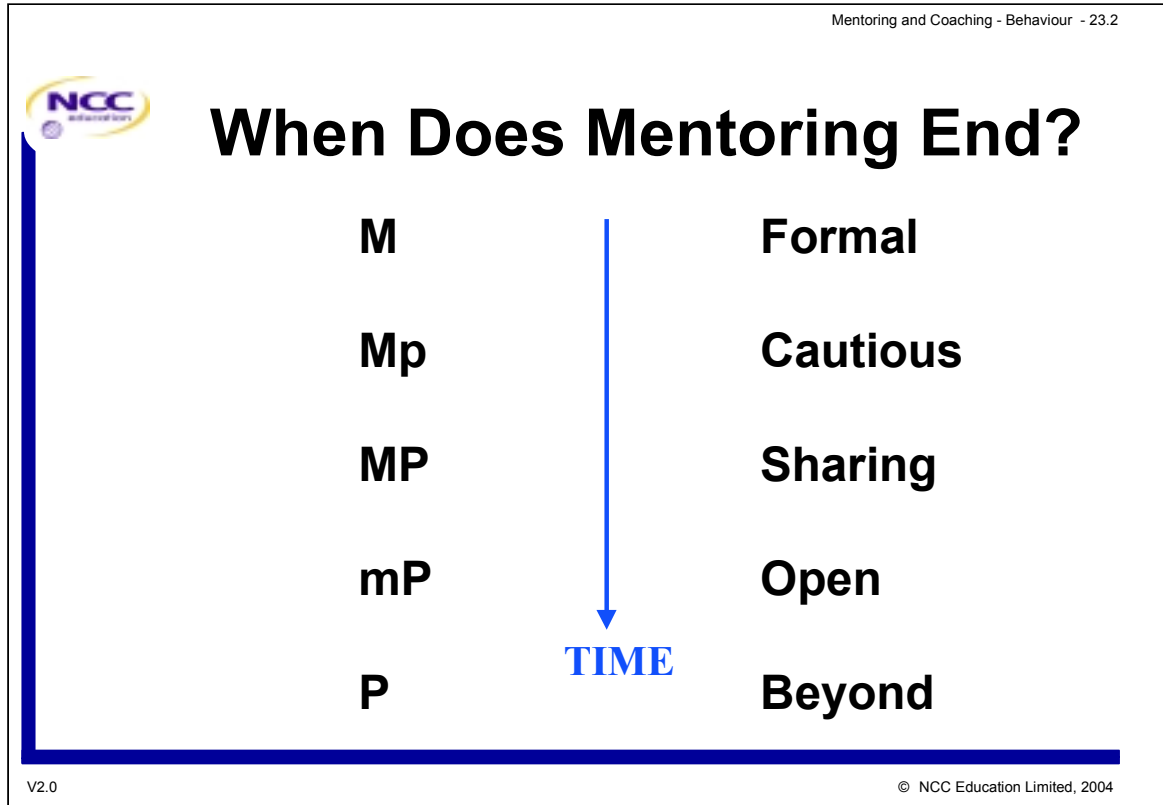 Mentoring and Coaching - Behaviour - 23.2
NCC
education
When Does Mentoring End?
M Formal
Mp Cautious
MP Sharing
mP Open
TIME
P Beyond
V2.0 © NCC Education Limited, 2004